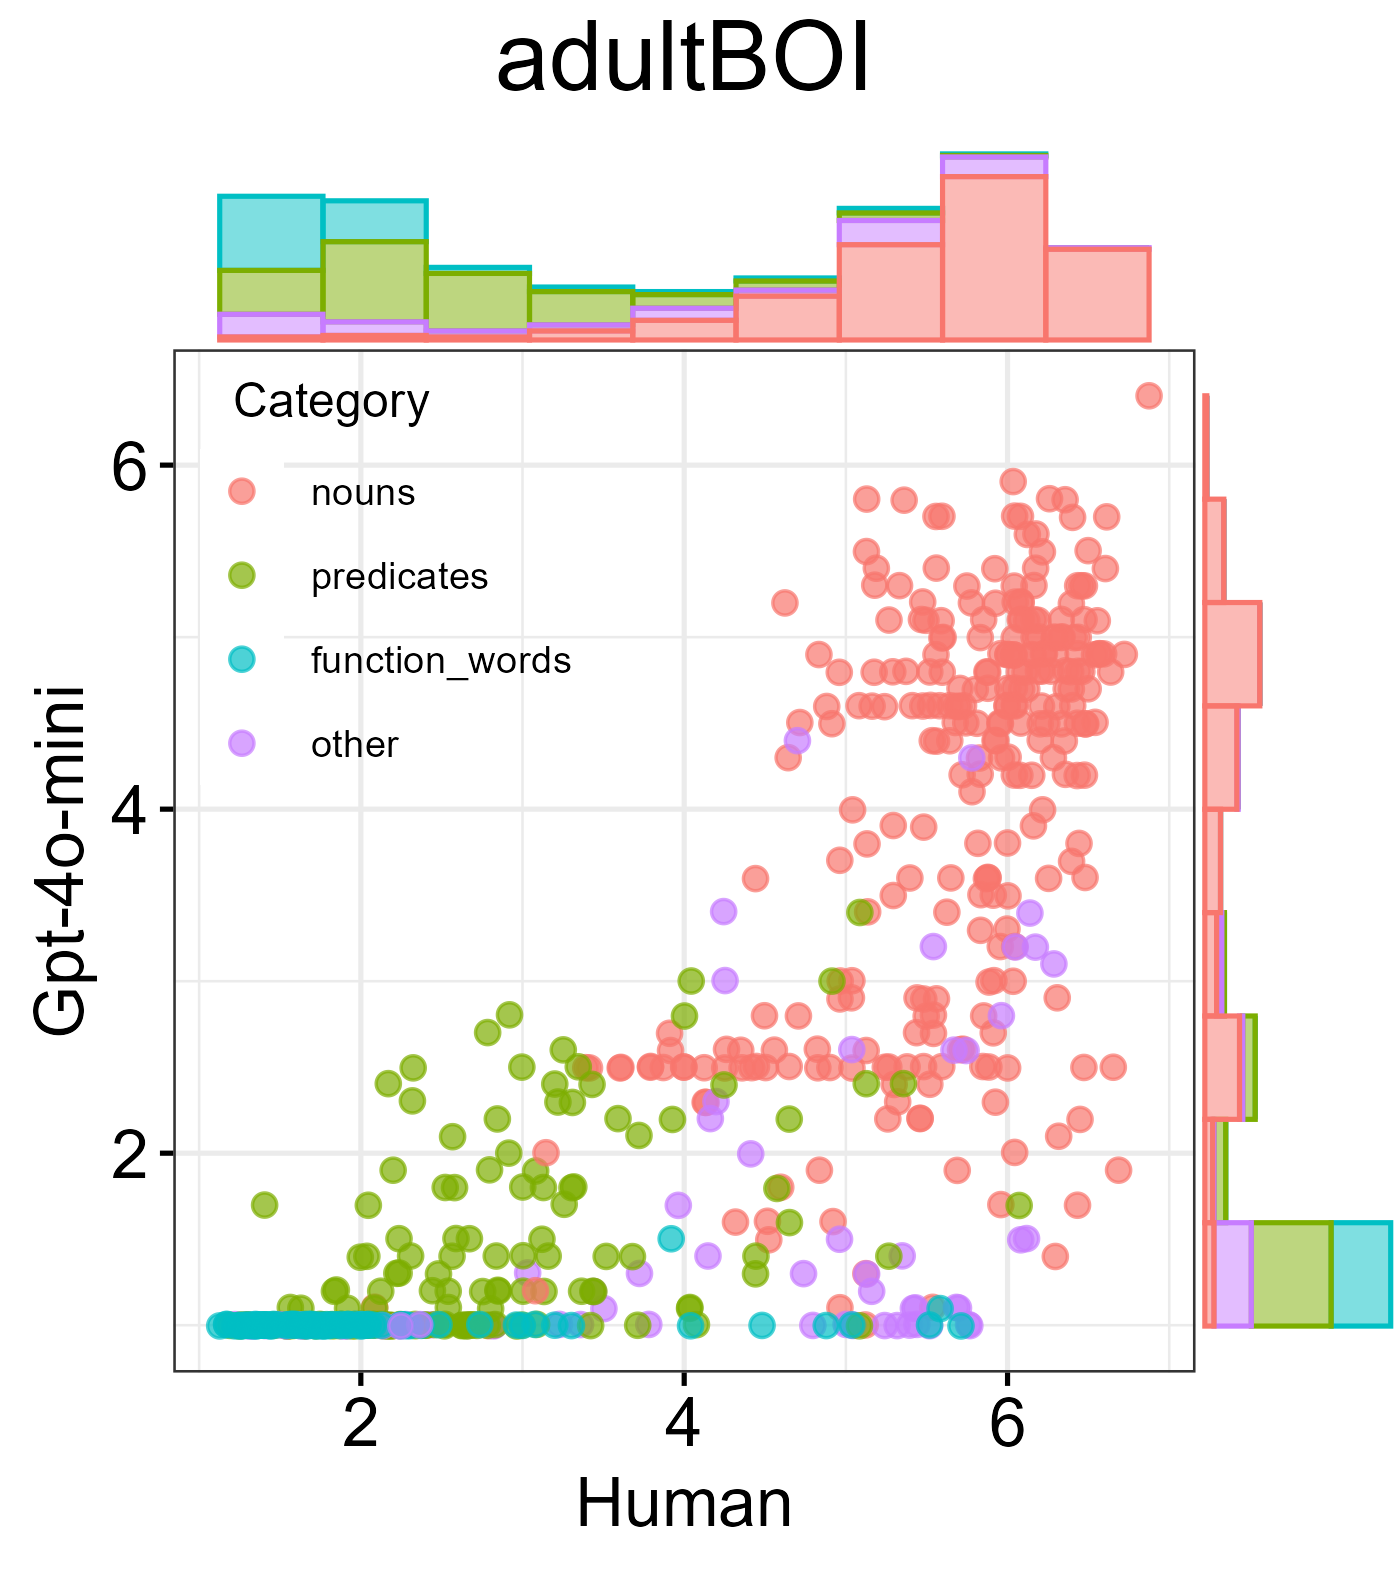 adultBOI
Category
nouns
predicates
function_words
other
6
4
2
Gpt-4o-mini
2 4 6
Human